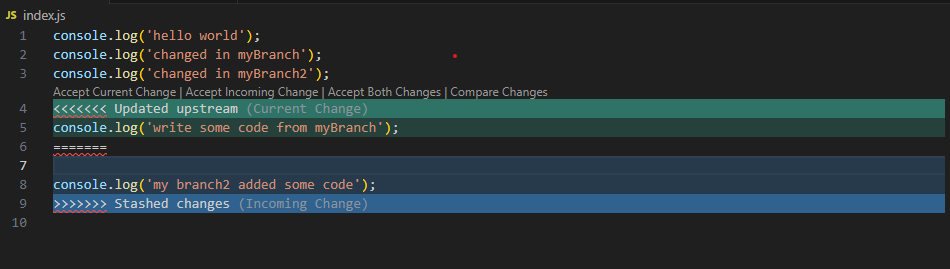 JS index.js
1 console.log('hello world');
2 console.log('changed in myBranch');
3 console.log('changed in myBranch2');
Accept Current Change | Accept Incoming Change | Accept Both Changes | Compare Changes
4 <<<<<<< Updated upstream (Current Change)
5 console.log('write some code from myBranch');
6 =======
7
8 console.log('my branch2 added some code');
9 >>>>>>> Stashed changes (Incoming Change)
10